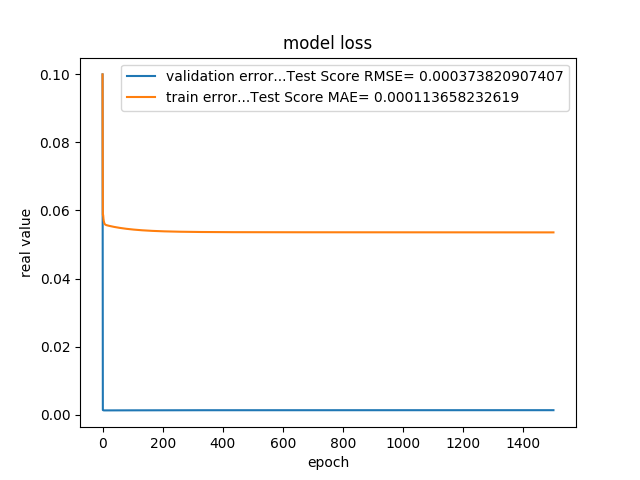 model loss
validation error...Test Score RMSE= 0.000373820907407
train error...Test Score MAE= 0.000113658232619
0.10
0.08
0.06
0.04
0.02
0.00
real value
0 200 400 600 800 1000 1200 1400
epoch